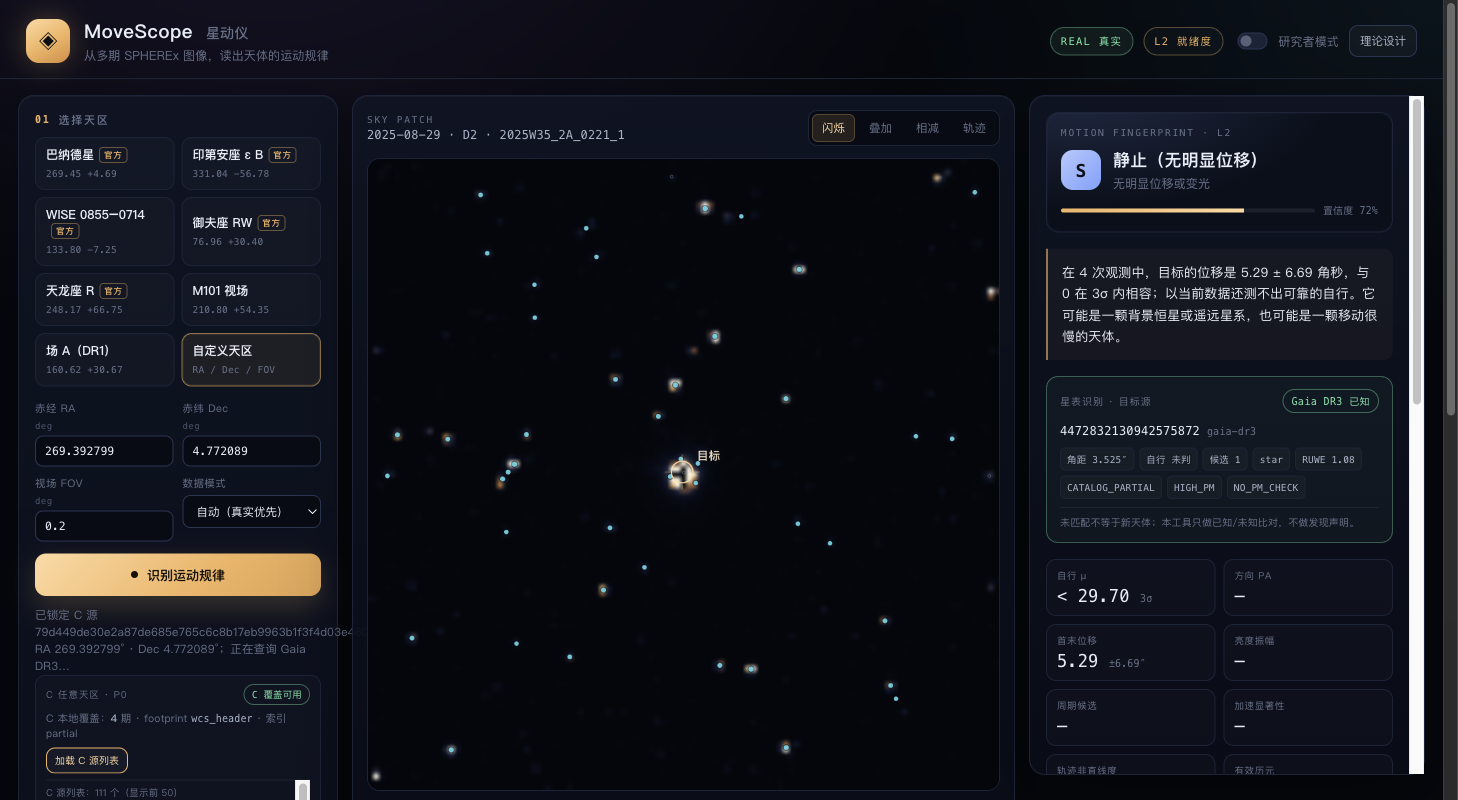 MoveScope 星动仪
从多期 SPHEREx 图像，读出天体的运动规律
REAL 真实
L2 就绪度
研究者模式
理论设计
01 选择天区
巴纳德星 官方
269.45 +4.69
印第安座 ε B 官方
331.04 −56.78
WISE 0855−0714
官方
133.80 −7.25
御夫座 RW 官方
76.96 +30.40
天龙座 R 官方
248.17 +66.75
M101 视场
210.80 +54.35
场 A（DR1）
160.62 +30.67
自定义天区
RA / Dec / FOV
赤经 RA
deg
269.392799
赤纬 Dec
deg
4.772089
视场 FOV
deg
0.2
数据模式
自动（真实优先）
识别运动规律
已锁定 C 源
79d449de30e2a87de685e765c6c8b17eb9963b1f3f4d03e4
RA 269.392799° · Dec 4.772089°；正在查询 Gaia
DR3…
C 任意天区 · P0
C 覆盖可用
C 本地覆盖：4 期 · footprint wcs_header · 索引
partial
加载 C 源列表
C 源列表：111 个（显示前 50）
SKY PATCH
2025−08−29 · D2 · 2025W35_2A_0221_1
闪烁
叠加
相减
轨迹
目标
MOTION FINGERPRINT · L2
S
静止（无明显位移）
无明显位移或变光
置信度 72%
在 4 次观测中，目标的位移是 5.29 ± 6.69 角秒，与
0 在 3σ 内相容；以当前数据还测不出可靠的自行。它
可能是一颗背景恒星或遥远星系，也可能是一颗移动很
慢的天体。
星表识别 · 目标源
Gaia DR3 已知
4472832130942575872 gaia−dr3
角距 3.525″
自行 未判
候选 1
star
RUWE 1.08
CATALOG_PARTIAL
HIGH_PM
NO_PM_CHECK
未匹配不等于新天体；本工具只做已知/未知比对，不做发现声明。
自行 μ
< 29.70 3σ
方向 PA
—
首末位移
5.29 ±6.69″
亮度振幅
—
周期候选
—
加速显著性
—
轨迹非直线度
有效历元